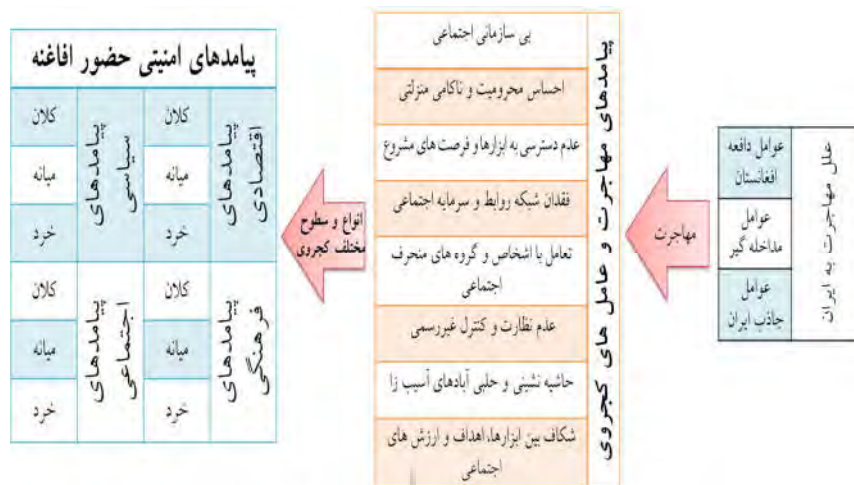 علل مهاجرت به ایران
عوامل دافعه
افغانستان
عوامل
مداخله گیر
عوامل
جاذب ایران
مهاجرت
پیامدهای مهاجرت و عامل های کجروی
بی سازمانی اجتماعی
احساس محرومیت و ناکامی منزلتی
عدم دسترسی به ابزارها و فرصت های مشروع
فقدان شبکه روابط و سرمایه اجتماعی
تعامل با اشخاص و گروه های منحرف
اجتماعی
عدم نظارت و کنترل غیررسمی
حاشیه نشینی و حلبی آبادهای آسیب زا
شکاف بین ابزارها، اهداف و ارزش های
اجتماعی
انواع و سطوح
مختلف کجروی
پیامدهای امنیتی حضور افاغنه
پیامدهای
اقتصادی
کلان
میانه
خرد
پیامدهای
سیاسی
کلان
میانه
خرد
پیامدهای
فرهنگی
کلان
میانه
خرد
پیامدهای
اجتماعی
کلان
میانه
خرد